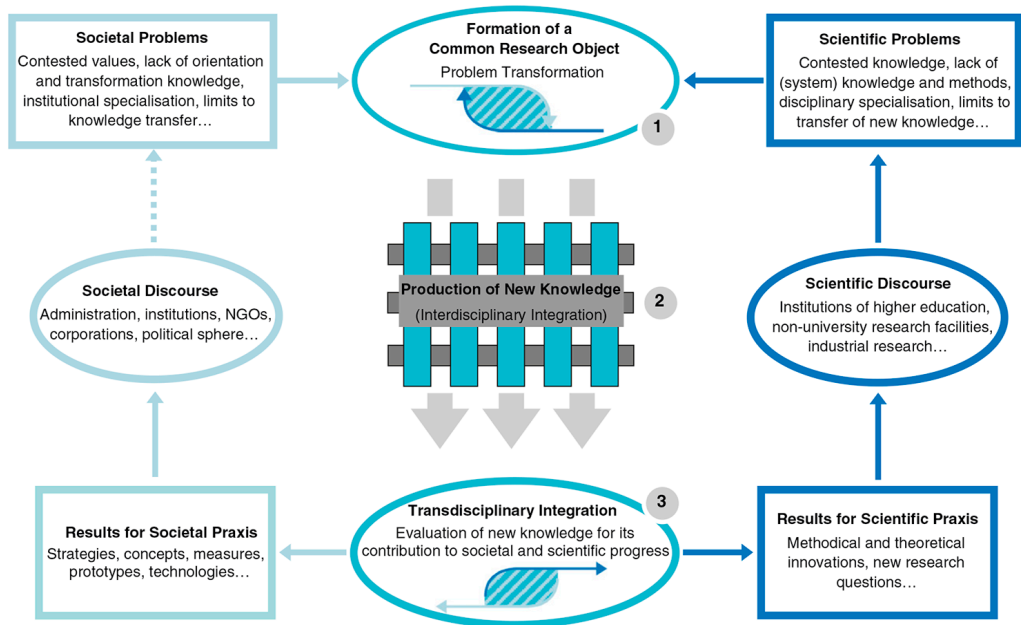 Societal Problems
Contested values, lack of orientation
and transformation knowledge,
institutional specialisation, limits to
knowledge transfer…
Formation of a
Common Research Object
Problem Transformation
1
Scientific Problems
Contested knowledge, lack of
(system) knowledge and methods,
disciplinary specialisation, limits to
transfer of new knowledge…
Societal Discourse
Administration, institutions, NGOs,
corporations, political sphere…
Production of New Knowledge
(Interdisciplinary Integration)
2
Scientific Discourse
Institutions of higher education,
non-university research facilities,
industrial research…
Results for Societal Praxis
Strategies, concepts, measures,
prototypes, technologies…
3
Transdisciplinary Integration
Evaluation of new knowledge for its
contribution to societal and scientific progress
Results for Scientific Praxis
Methodical and theoretical
innovations, new research
questions…